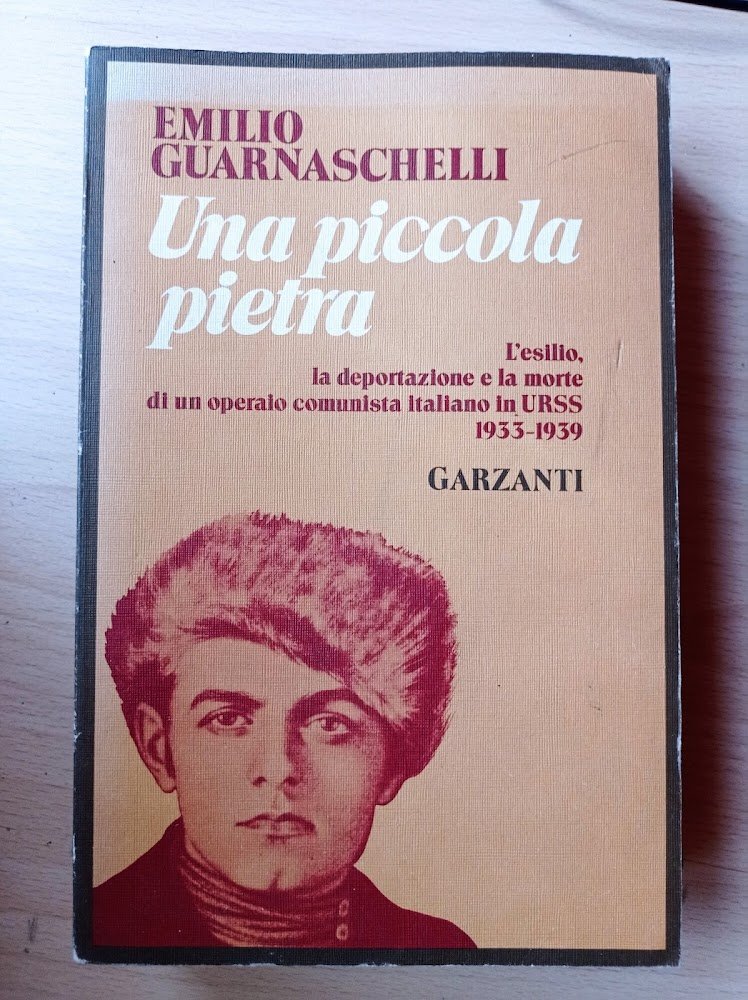 EMILIO
GUARNASCHELLI
Una piccola
pietra
L'esilio,
la deportazione e la morte
di un operaio comunista italiano in URSS
1933-1939
GARZANTI